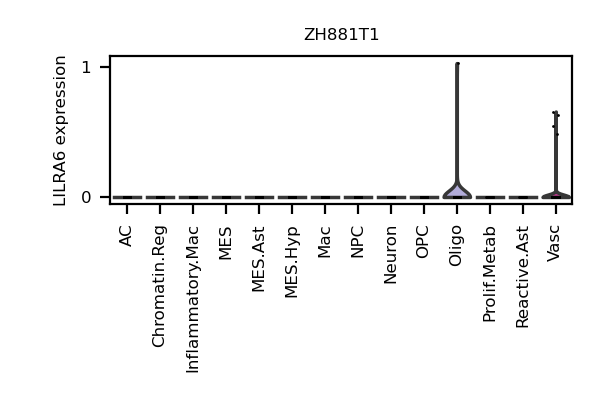 ZH881T1
LILRA6 expression
1
0
AC
Chromatin.Reg
Inflammatory.Mac
MES
MES.Ast
MES.Hyp
Mac
NPC
Neuron
OPC
Oligo
Prolif.Metab
Reactive.Ast
Vasc